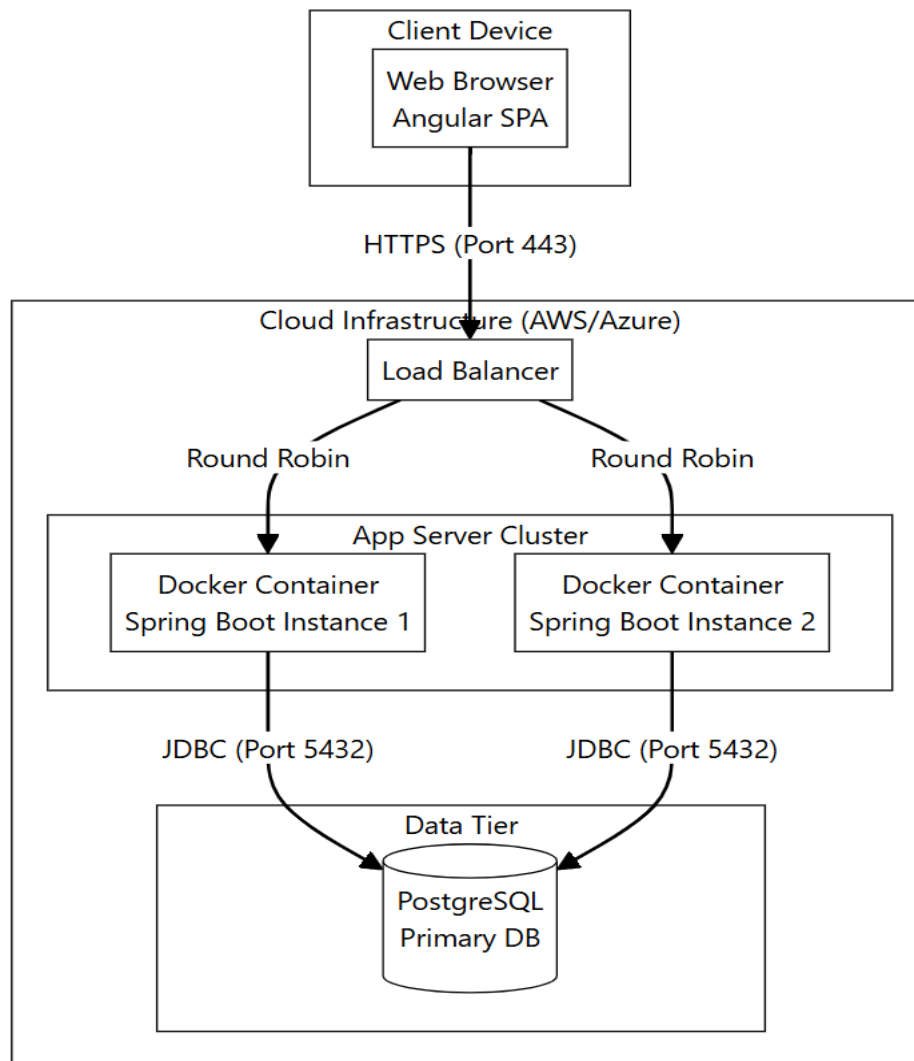 Client Device
Web Browser
Angular SPA
HTTPS (Port 443)
Cloud Infrastructure (AWS/Azure)
Load Balancer
Round Robin
Round Robin
App Server Cluster
Docker Container
Spring Boot Instance 1
Docker Container
Spring Boot Instance 2
JDBC (Port 5432)
JDBC (Port 5432)
Data Tier
PostgreSQL
Primary DB